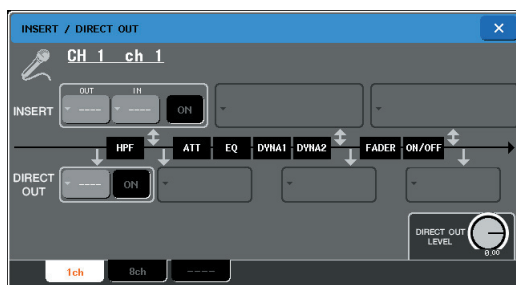 INSERT / DIRECT OUT
CH 1 ch 1
OUT IN
INSERT ---- ---- ON
HPF ATT EQ DYNA1 DYNA2 FADER ON/OFF
DIRECT OUT ---- ON
DIRECT OUT LEVEL
0.00
1ch 8ch ----